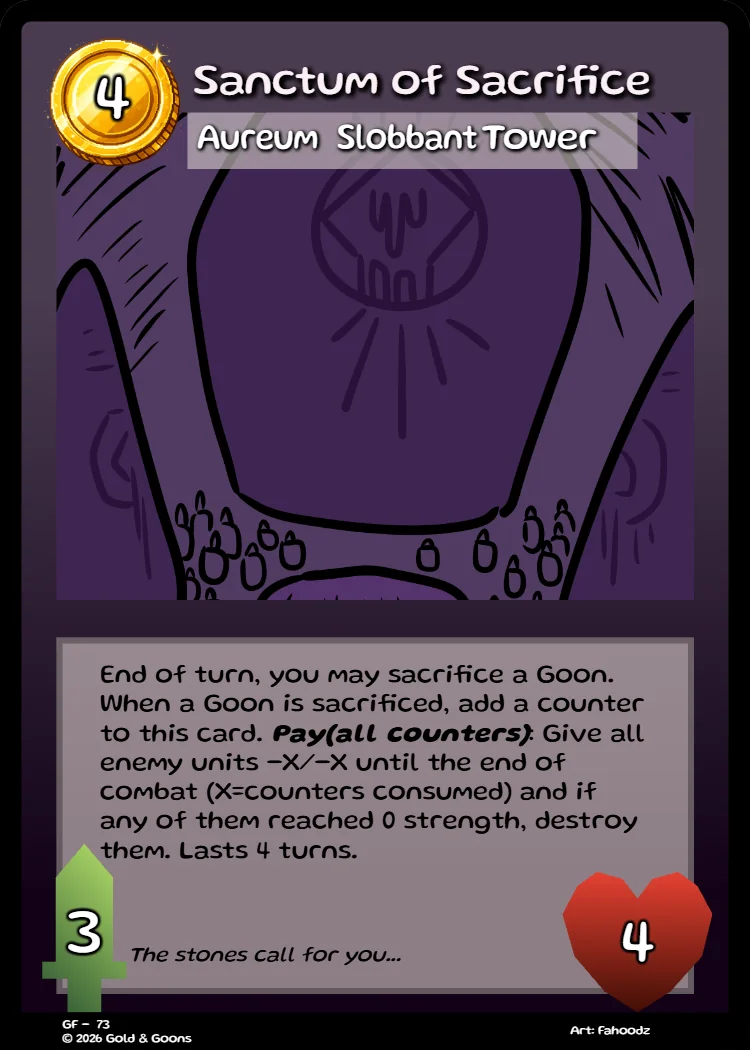 4
Sanctum of Sacrifice
Aureum Slobbant Tower
End of turn, you may sacrifice a Goon.
When a Goon is sacrificed, add a counter
to this card. Pay(all counters): Give all
enemy units -X/-X until the end of
combat (X=counters consumed) and if
any of them reached 0 strength, destroy
them. Lasts 4 turns.
3
The stones call for you...
4
GF - 73
© 2026 Gold & Goons
Art: fahoodz